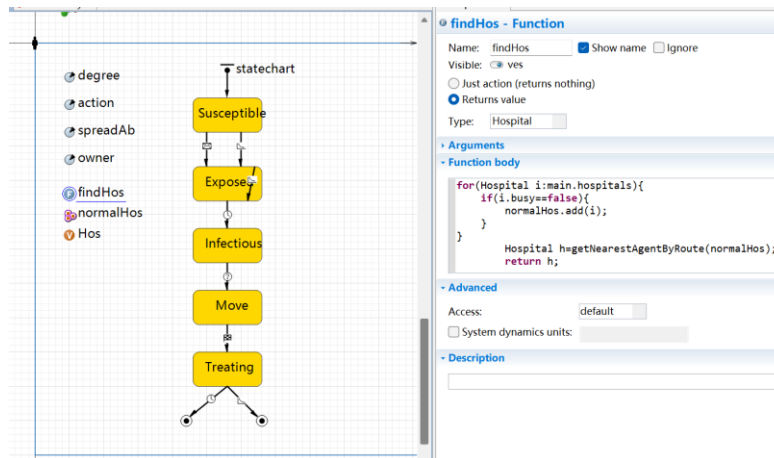 degree
action
spreadAb
owner
findHos
normalHos
Hos
statechart
Susceptible
Expose
Infectious
Move
Treating
findHos - Function
Name: findHos Show name Ignore
Visible: yes
Just action (returns nothing)
Returns value
Type: Hospital
Arguments
Function body
for(Hospital i:main.hospitals){
if(i.busy==false){
normalHos.add(i);
}
}
Hospital h=getNearestAgentByRoute(normalHos);
return h;
Advanced
Access: default
System dynamics units:
Description